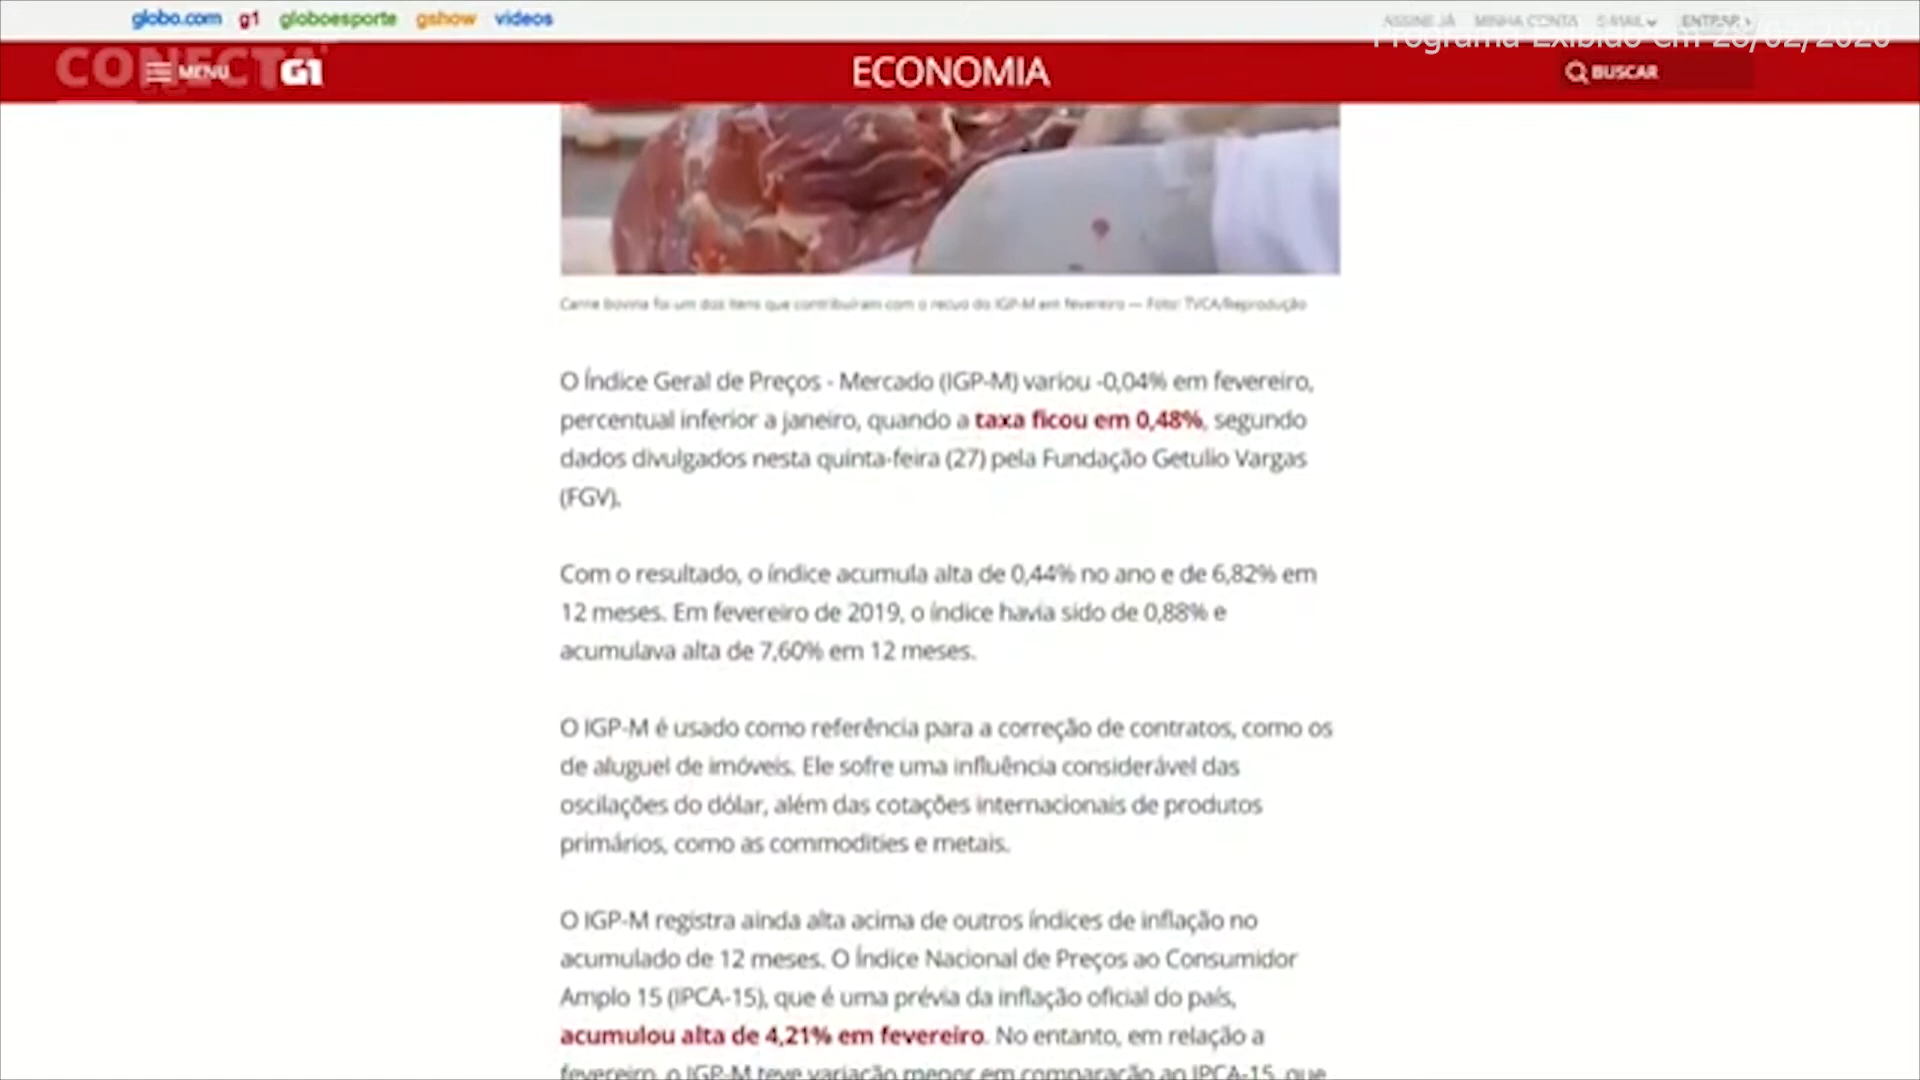 globo.com g1 globoesporte gshow videos
ASSINE JÁ MINHA CONTA E-MAIL ENTRAR
Programa Exibido em 28/02/2020
CONECTA
MENU G1 ECONOMIA BUSCAR
Carne bovina foi um dos itens que contribuíram com o recuo do IGP-M em fevereiro — Foto: TVCA/Reprodução
O Índice Geral de Preços - Mercado (IGP-M) variou -0,04% em fevereiro,
percentual inferior a janeiro, quando a taxa ficou em 0,48%, segundo
dados divulgados nesta quinta-feira (27) pela Fundação Getulio Vargas
(FGV).
Com o resultado, o índice acumula alta de 0,44% no ano e de 6,82% em
12 meses. Em fevereiro de 2019, o índice havia sido de 0,88% e
acumulava alta de 7,60% em 12 meses.
O IGP-M é usado como referência para a correção de contratos, como os
de aluguel de imóveis. Ele sofre uma influência considerável das
oscilações do dólar, além das cotações internacionais de produtos
primários, como as commodities e metais.
O IGP-M registra ainda alta acima de outros índices de inflação no
acumulado de 12 meses. O Índice Nacional de Preços ao Consumidor
Amplo 15 (IPCA-15), que é uma prévia da inflação oficial do país,
acumulou alta de 4,21% em fevereiro. No entanto, em relação a
fevereiro, o IGP-M teve variação menor em comparação ao IPCA-15, que